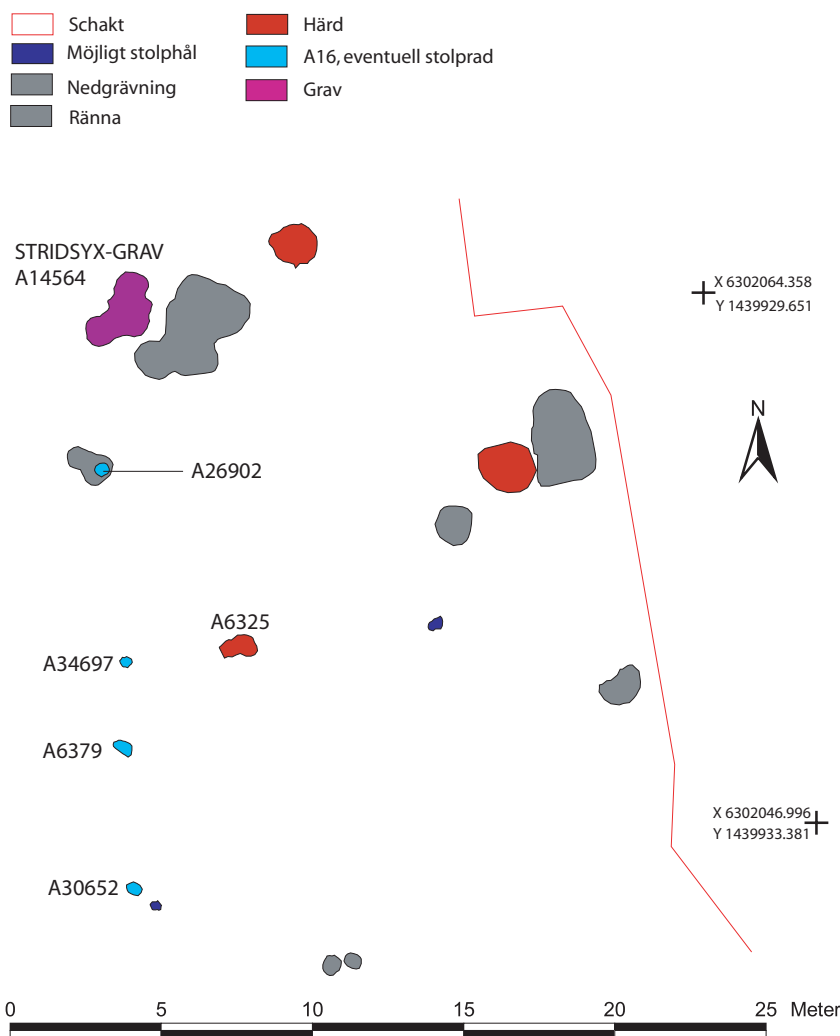 Schakt
Möjligt stolphål
Nedgrävning
Ränna
Härd
A16, eventuell stolprad
Grav
STRIDSYX-GRAV
A14564
X 6302064.358
Y 1439929.651
N
A26902
A6325
A34697
A6379
X 6302046.996
Y 1439933.381
A30652
0 5 10 15 20 25 Meter